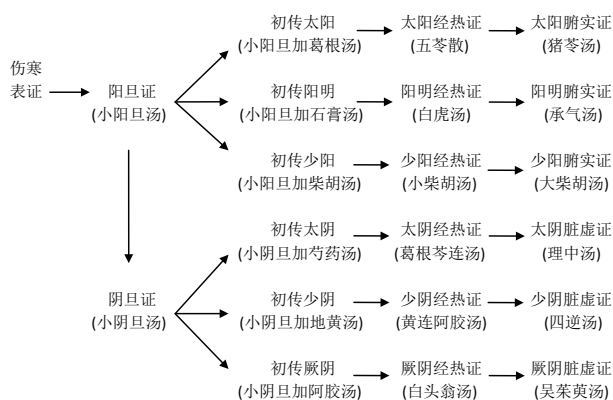 初传太阳
(小阳旦加葛根汤)
太阳经热证
(五苓散)
太阳腑实证
(猪苓汤)
伤寒
表证
阳旦证
(小阳旦汤)
初传阳明
(小阳旦加石膏汤)
阳明经热证
(白虎汤)
阳明腑实证
(承气汤)
初传少阳
(小阳旦加柴胡汤)
少阳经热证
(小柴胡汤)
少阳腑实证
(大柴胡汤)
初传太阴
(小阴旦加芍药汤)
太阴经热证
(葛根芩连汤)
太阴脏虚证
(理中汤)
阴旦证
(小阴旦汤)
初传少阴
(小阴旦加地黄汤)
少阴经热证
(黄连阿胶汤)
少阴脏虚证
(四逆汤)
初传厥阴
(小阴旦加阿胶汤)
厥阴经热证
(白头翁汤)
厥阴脏虚证
(吴茱萸汤)